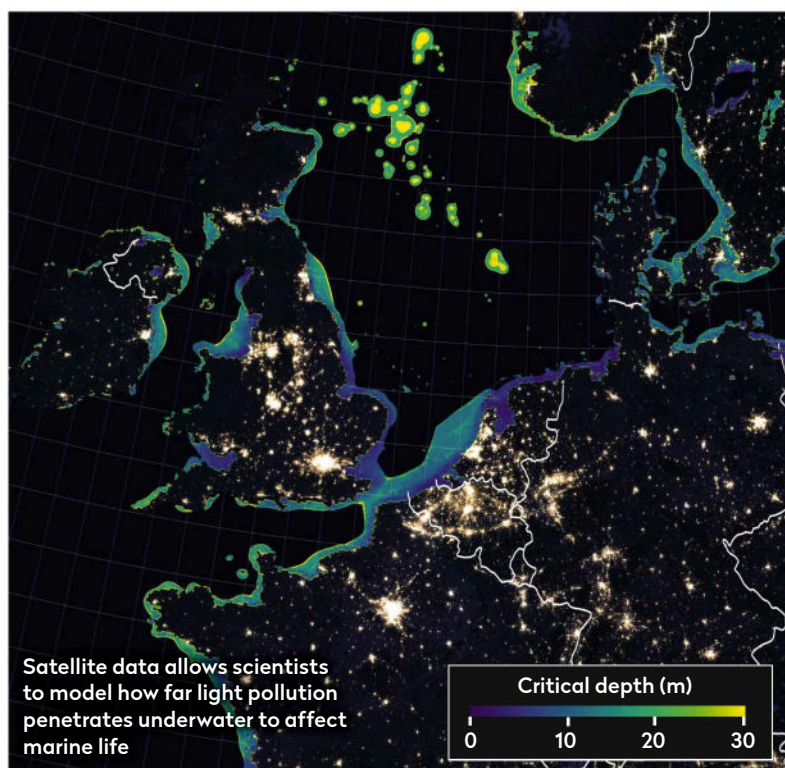 Satellite data allows scientists
to model how far light pollution
penetrates underwater to affect
marine life
Critical depth (m)
0 10 20 30